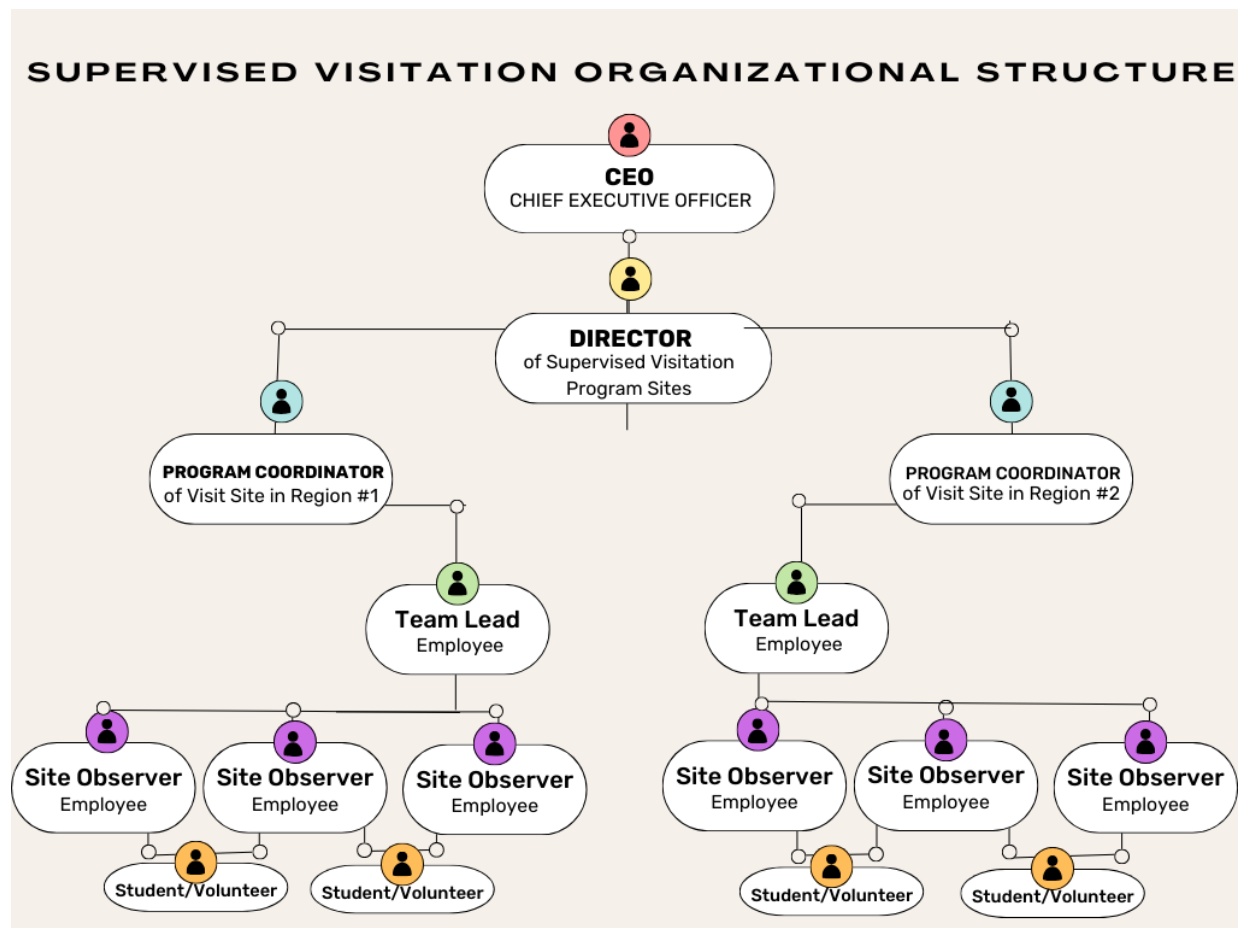 SUPERVISED VISITATION ORGANIZATIONAL STRUCTURE
CEO
CHIEF EXECUTIVE OFFICER
DIRECTOR
of Supervised Visitation
Program Sites
PROGRAM COORDINATOR
of Visit Site in Region #1
PROGRAM COORDINATOR
of Visit Site in Region #2
Team Lead
Employee
Team Lead
Employee
Site Observer
Employee
Site Observer
Employee
Site Observer
Employee
Site Observer
Employee
Site Observer
Employee
Site Observer
Employee
Student/Volunteer
Student/Volunteer
Student/Volunteer
Student/Volunteer